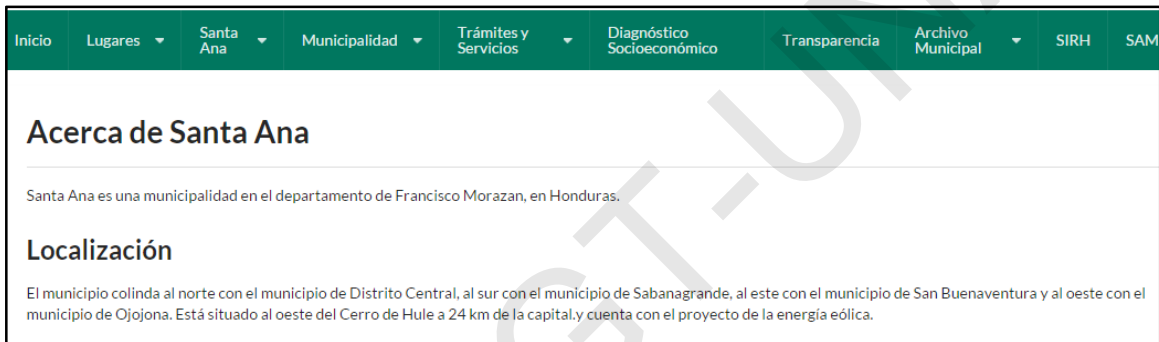 Inicio Lugares Santa Ana Municipalidad Trámites y Servicios Diagnóstico Socioeconómico Transparencia Archivo Municipal SIRH SAM
Acerca de Santa Ana
Santa Ana es una municipalidad en el departamento de Francisco Morazan, en Honduras.
Localización
El municipio colinda al norte con el municipio de Distrito Central, al sur con el municipio de Sabanagrande, al este con el municipio de San Buenaventura y al oeste con el
municipio de Ojojona. Está situado al oeste del Cerro de Hule a 24 km de la capital.y cuenta con el proyecto de la energía eólica.
GT-UN